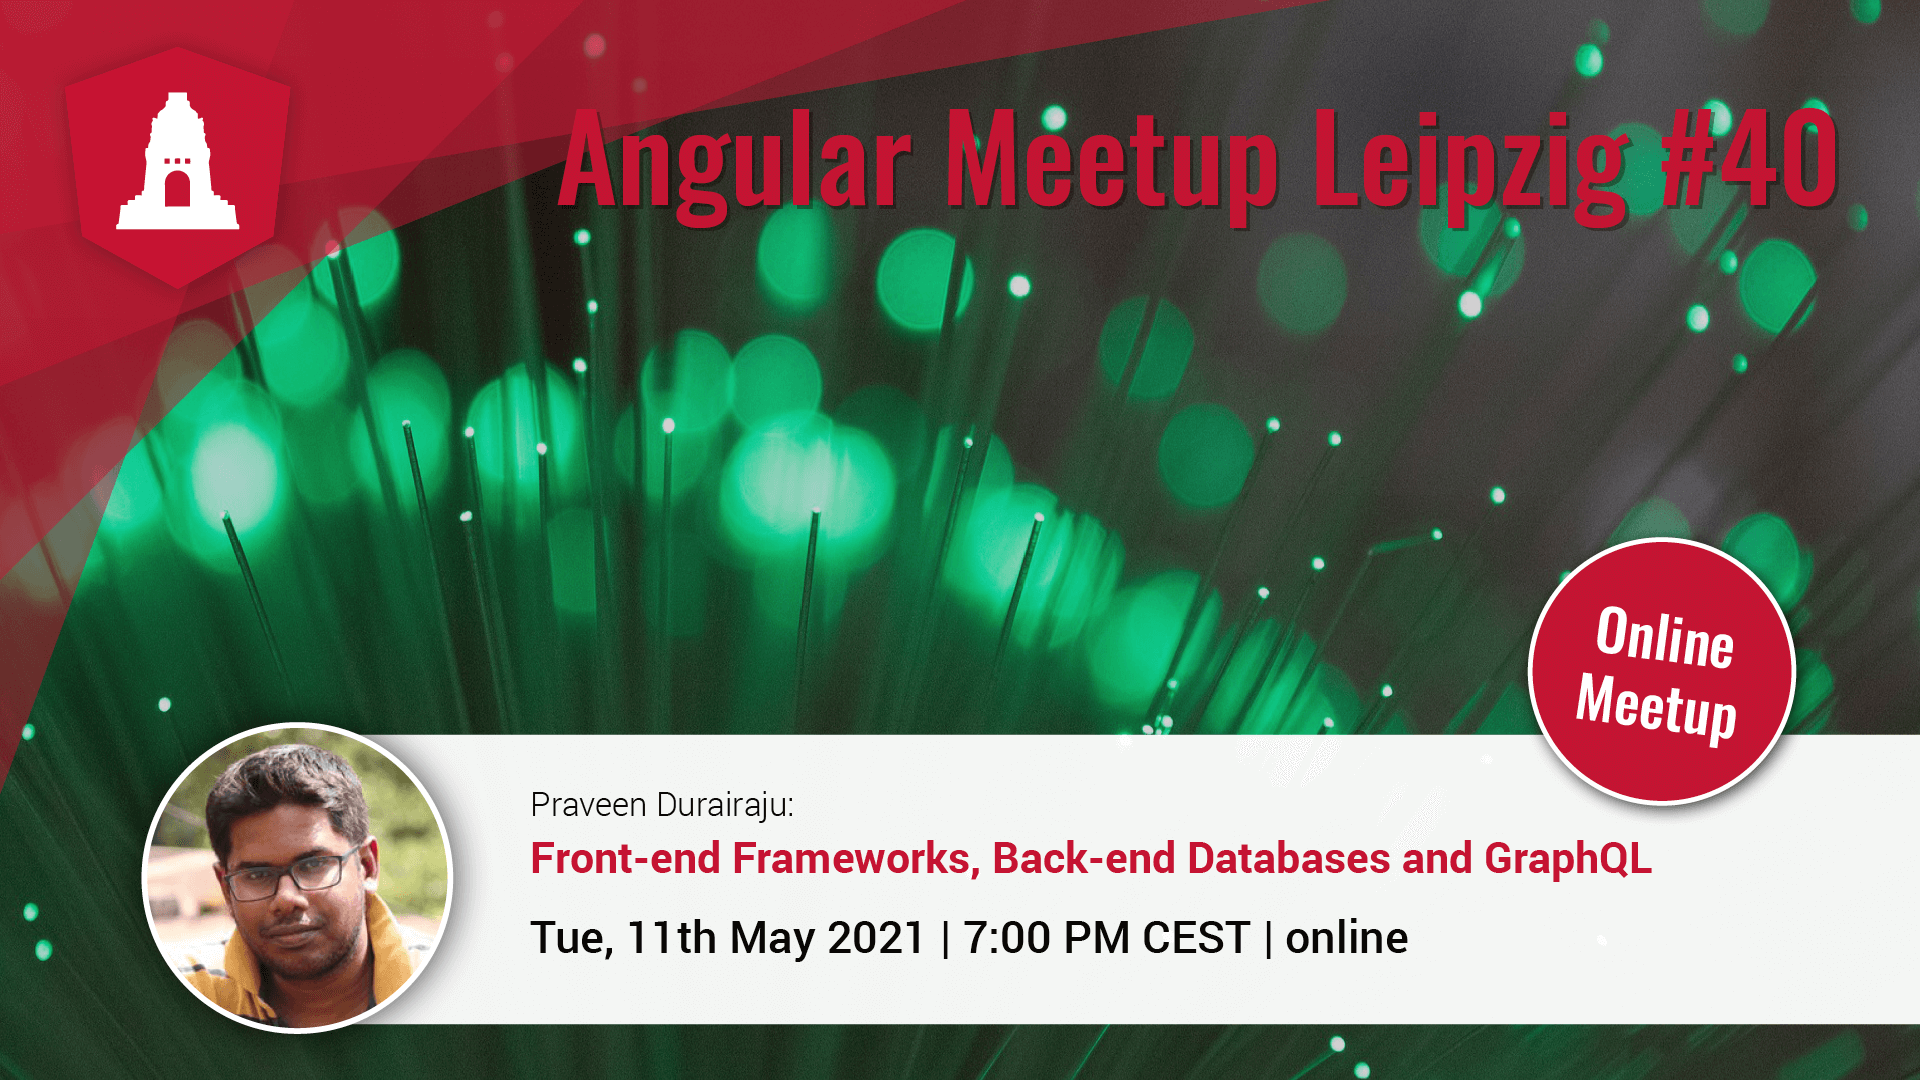 Angular Meetup Leipzig #40
Online
Meetup
Praveen Durairaju:
Front-end Frameworks, Back-end Databases and GraphQL
Tue, 11th May 2021 | 7:00 PM CEST | online